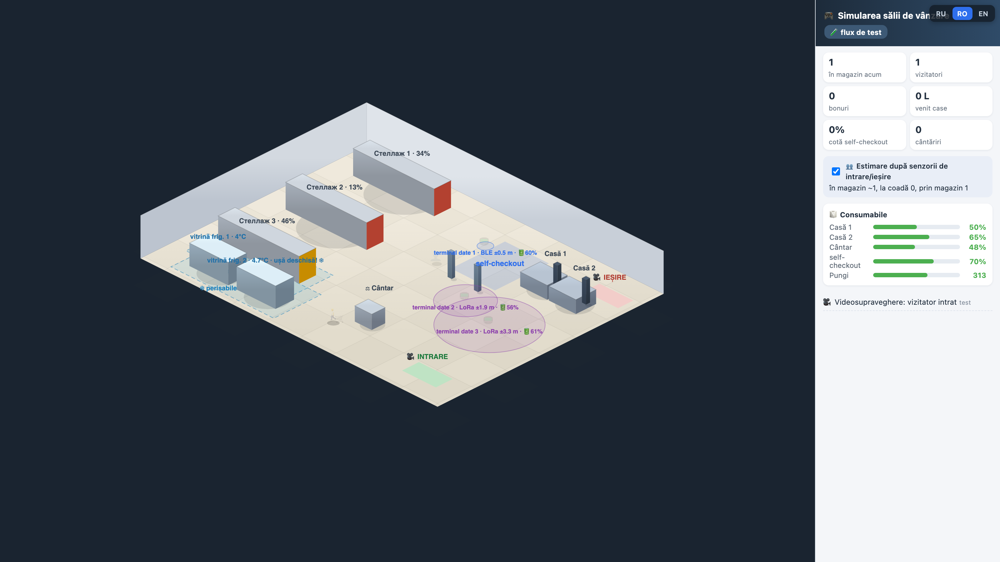 Стеллаж 1 · 34%
Стеллаж 2 · 13%
Стеллаж 3 · 46%
vitrină frig. 1 · 4°C
vitrină frig. 2 · 4.7°C · ușă deschisă! ❄
❄ perisabile
⚖ Cântar
terminal date 1 · BLE ±0.5 m · 🔋60%
self-checkout
Casă 1
Casă 2
🎥 IEȘIRE
terminal date 2 · LoRa ±1.9 m · 🔋56%
terminal date 3 · LoRa ±3.3 m · 🔋61%
🎥 INTRARE
🎮 Simularea sălii de vânzare
RU RO EN
🧪 flux de test
1
în magazin acum
1
vizitatori
0
bonuri
0 L
venit case
0%
cotă self-checkout
0
cântăriri
👥 Estimare după senzorii de
intrare/ieșire
în magazin ~1, la coadă 0, prin magazin 1
Consumabile
Casă 1 50%
Casă 2 65%
Cântar 48%
self-
checkout 70%
Pungi 313
🎥 Videosupraveghere: vizitator intrat test